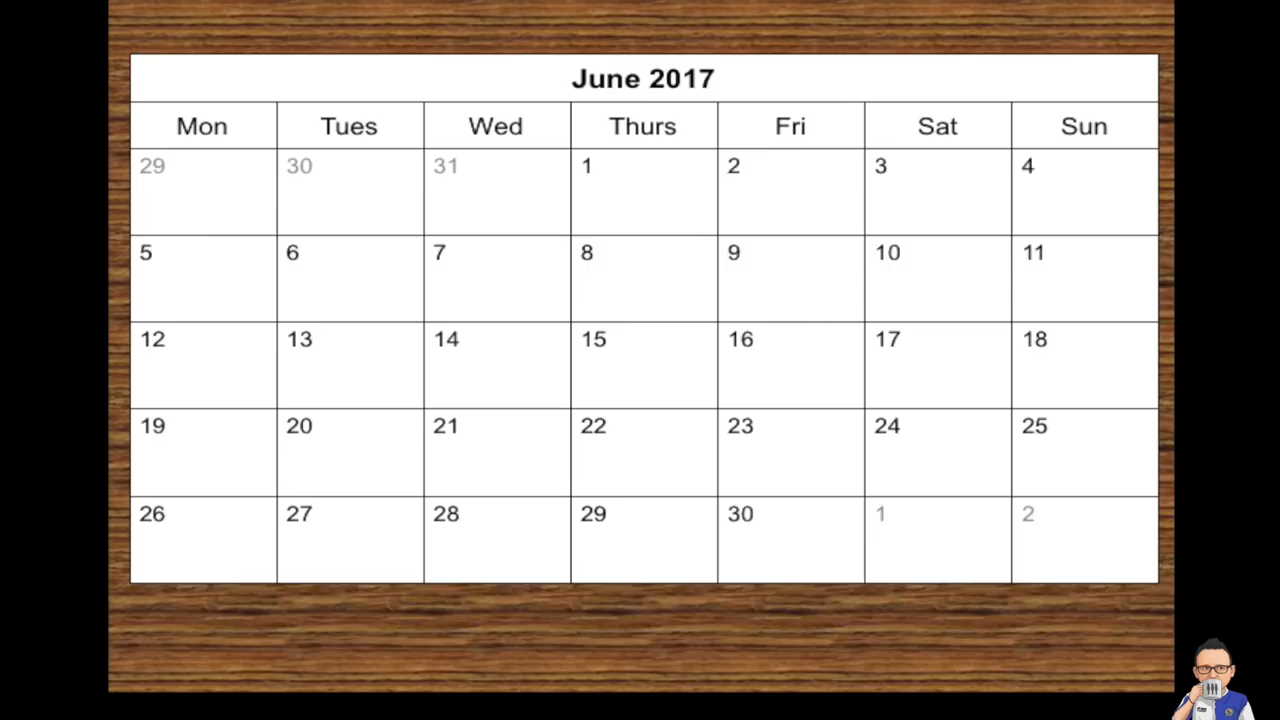 June 2017
Mon Tues Wed Thurs Fri Sat Sun
29 30 31 1 2 3 4
5 6 7 8 9 10 11
12 13 14 15 16 17 18
19 20 21 22 23 24 25
26 27 28 29 30 1 2